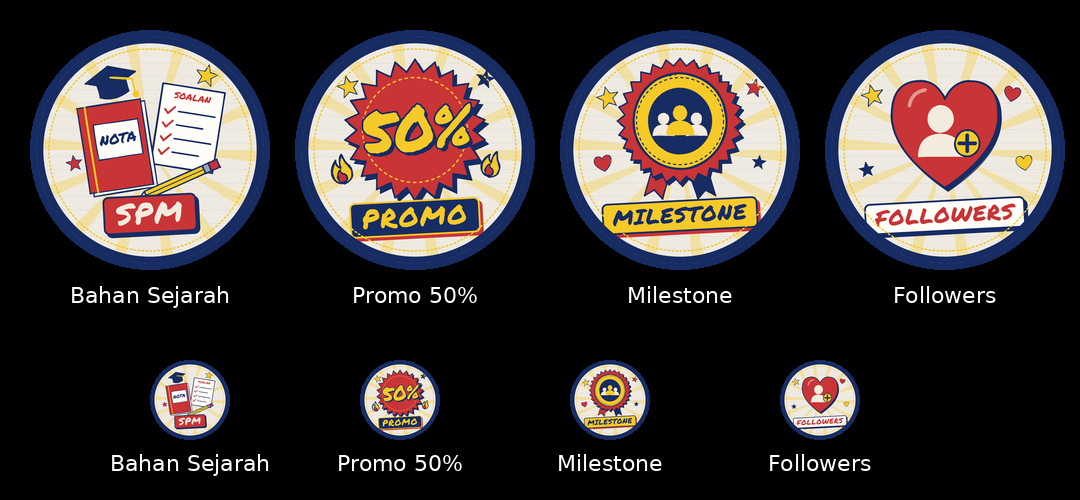 SOALAN
NOTA
SPM
50%
PROMO
MILESTONE
FOLLOWERS
Bahan Sejarah
Promo 50%
Milestone
Followers
SOALAN
NOTA
SPM
50%
PROMO
MILESTONE
FOLLOWERS
Bahan Sejarah
Promo 50%
Milestone
Followers